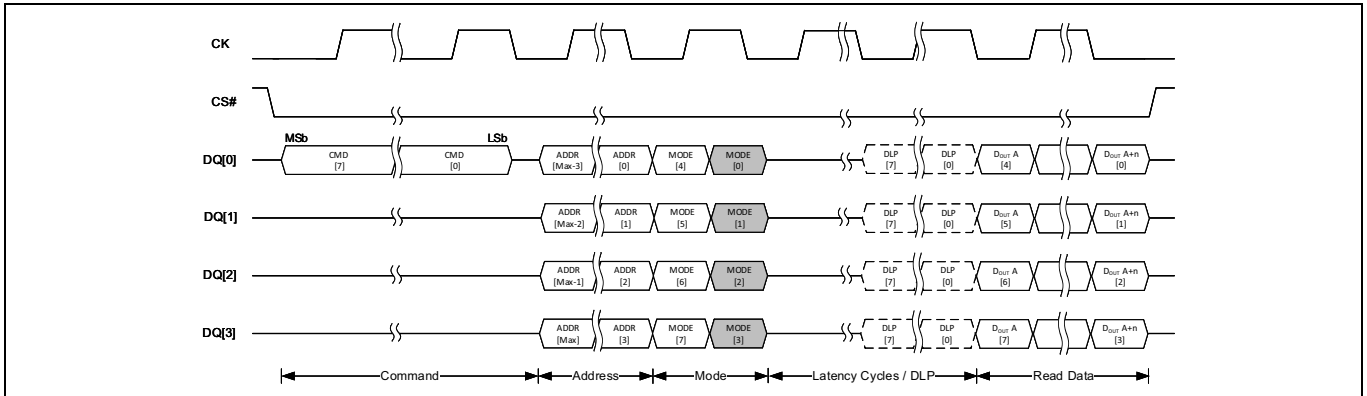 CK
CS#
MSb LSb
DQ[0] CMD [7] CMD [0] ADDR [Max-3] ADDR [0] MODE [4] MODE [0] DLP [7] DLP [0] DOUT A [4] DOUT A+n [0]
DQ[1] ADDR [Max-2] ADDR [1] MODE [5] MODE [1] DLP [7] DLP [0] DOUT A [5] DOUT A+n [1]
DQ[2] ADDR [Max-1] ADDR [2] MODE [6] MODE [2] DLP [7] DLP [0] DOUT A [6] DOUT A+n [2]
DQ[3] ADDR [Max] ADDR [3] MODE [7] MODE [3] DLP [7] DLP [0] DOUT A [7] DOUT A+n [3]
Command Address Mode Latency Cycles / DLP Read Data